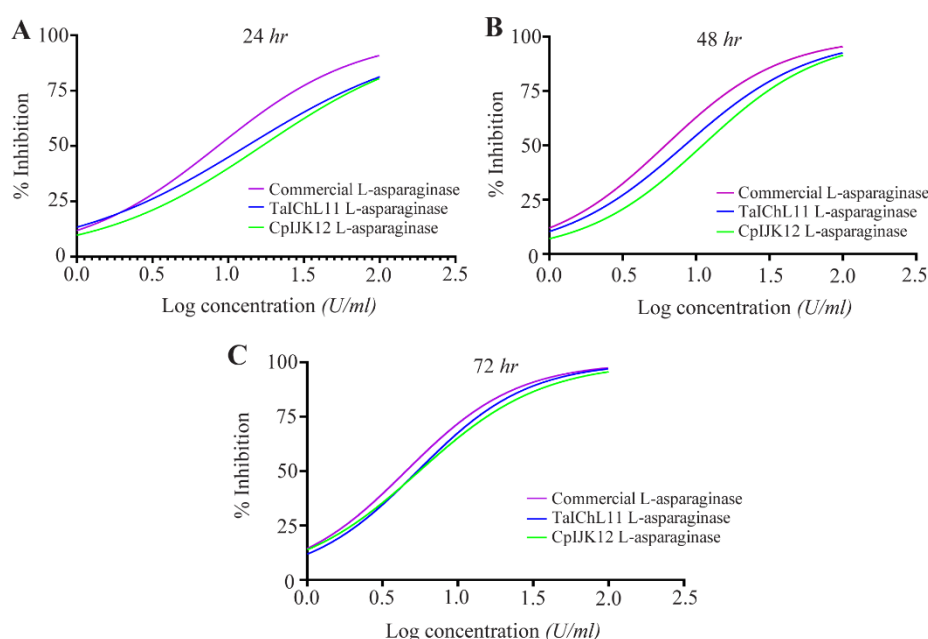 A
24 hr
100
75
50
25
0
% Inhibition
Commercial L-asparaginase
TaIChL11 L-asparaginase
CpIJK12 L-asparaginase
0.0 0.5 1.0 1.5 2.0 2.5
Log concentration (U/ml)
B
48 hr
100
75
50
25
0
% Inhibition
Commercial L-asparaginase
TaIChL11 L-asparaginase
CpIJK12 L-asparaginase
0.0 0.5 1.0 1.5 2.0 2.5
Log concentration (U/ml)
C
72 hr
100
75
50
25
0
% Inhibition
Commercial L-asparaginase
TaIChL11 L-asparaginase
CpIJK12 L-asparaginase
0.0 0.5 1.0 1.5 2.0 2.5
Log concentration (U/ml)